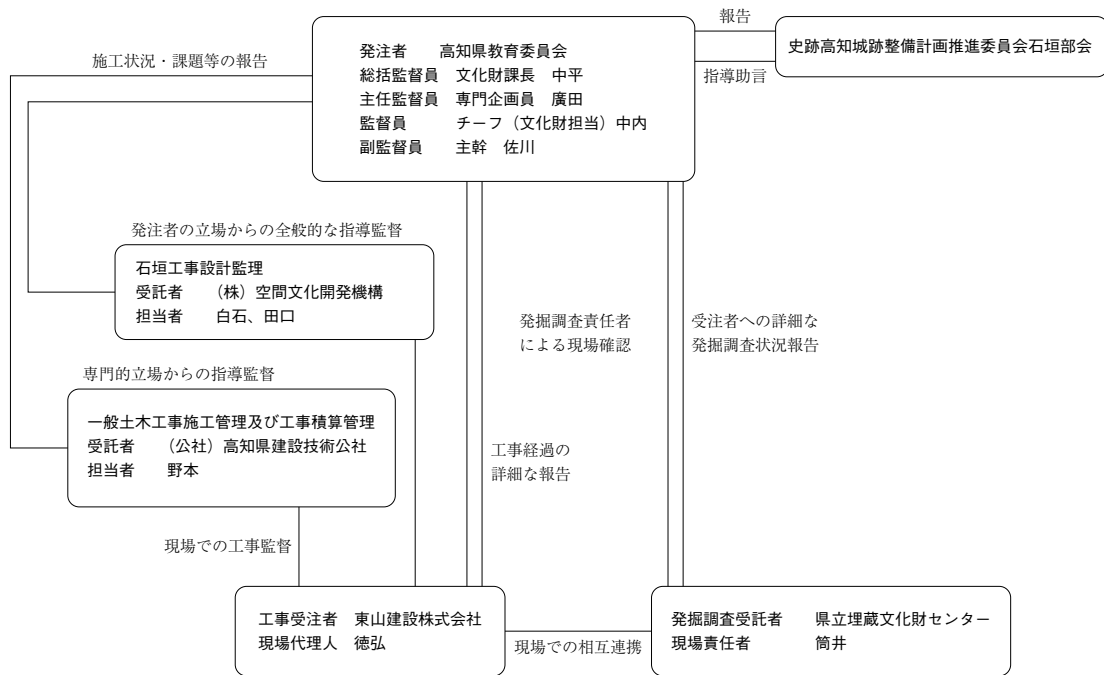 報告
史跡高知城跡整備計画推進委員会石垣部会
指導助言
施工状況・課題等の報告
発注者　高知県教育委員会
総括監督員　文化財課長　中平
主任監督員　専門企画員　廣田
監督員　チーフ（文化財担当）中内
副監督員　主幹　佐川
発注者の立場からの全般的な指導監督
石垣工事設計監理
受託者　（株）空間文化開発機構
担当者　白石、田口
専門的立場からの指導監督
一般土木工事施工管理及び工事積算管理
受託者　（公社）高知県建設技術公社
担当者　野本
発掘調査責任者
による現場確認
受注者への詳細な
発掘調査状況報告
工事経過の
詳細な報告
現場での工事監督
工事受注者　東山建設株式会社
現場代理人　徳弘
現場での相互連携
発掘調査受託者　県立埋蔵文化財センター
現場責任者　筒井